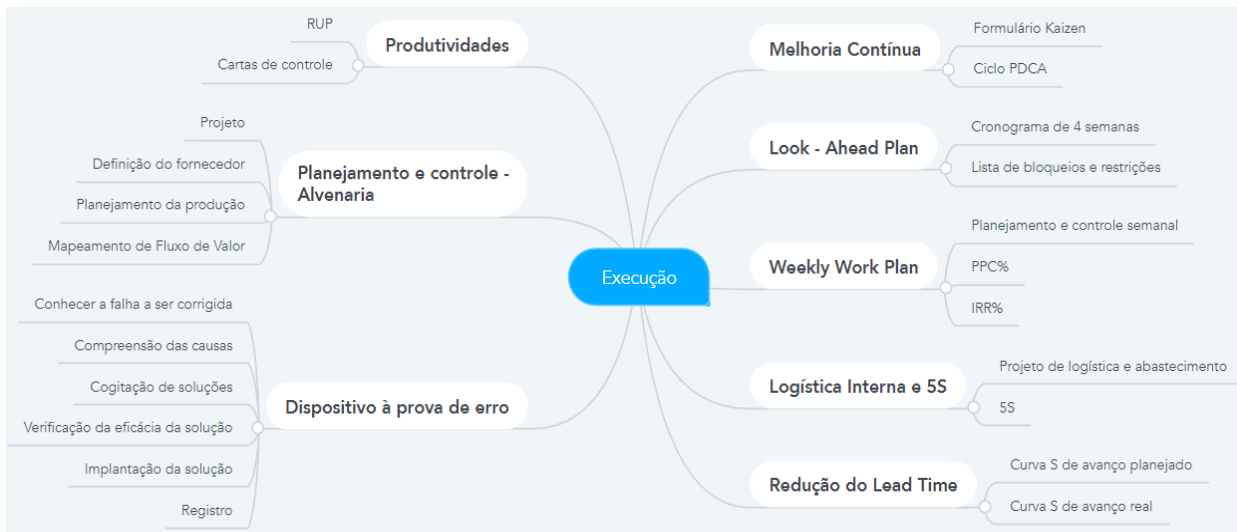 RUP
Produtividades
Cartas de controle
Projeto
Definição do fornecedor
Planejamento e controle -
Alvenaria
Planejamento da produção
Mapeamento de Fluxo de Valor
Conhecer a falha a ser corrigida
Compreensão das causas
Cogitação de soluções
Dispositivo à prova de erro
Verificação da eficácia da solução
Implantação da solução
Registro
Execução
Formulário Kaizen
Melhoria Contínua
Ciclo PDCA
Cronograma de 4 semanas
Look - Ahead Plan
Lista de bloqueios e restrições
Planejamento e controle semanal
Weekly Work Plan
PPC%
IRR%
Projeto de logística e abastecimento
Logística Interna e 5S
5S
Curva S de avanço planejado
Redução do Lead Time
Curva S de avanço real